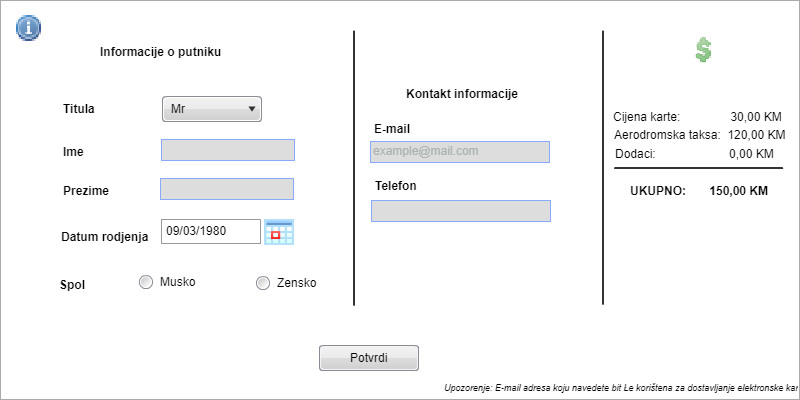 Informacije o putniku
Titula
Mr
Ime
Prezime
Datum rodjenja
09/03/1980
Spol
Musko
Zensko
Kontakt informacije
E-mail
example@mail.com
Telefon
$
Cijena karte: 30,00 KM
Aerodromska taksa: 120,00 KM
Dodaci: 0,00 KM
UKUPNO: 150,00 KM
Potvrdi
Upozorenje: E-mail adresa koju navedete bit Le korištena za dostavljanje elektronske kar